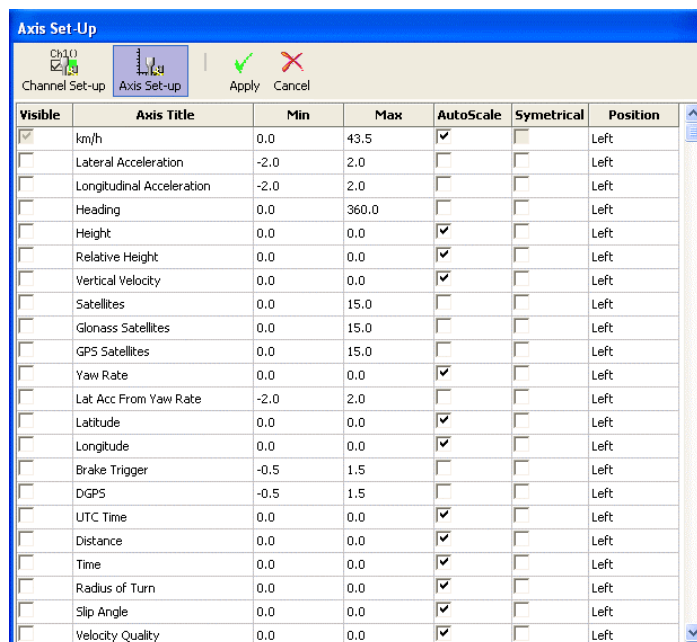 Axis Set-Up
Ch1()
Channel Set-up Axis Set-up Apply Cancel
Visible Axis Title Min Max AutoScale Symetrical Position
km/h 0.0 43.5 Left
Lateral Acceleration -2.0 2.0 Left
Longitudinal Acceleration -2.0 2.0 Left
Heading 0.0 360.0 Left
Height 0.0 0.0 Left
Relative Height 0.0 0.0 Left
Vertical Velocity 0.0 0.0 Left
Satellites 0.0 15.0 Left
Glonass Satellites 0.0 15.0 Left
GPS Satellites 0.0 15.0 Left
Yaw Rate 0.0 0.0 Left
Lat Acc From Yaw Rate -2.0 2.0 Left
Latitude 0.0 0.0 Left
Longitude 0.0 0.0 Left
Brake Trigger -0.5 1.5 Left
DGPS -0.5 1.5 Left
UTC Time 0.0 0.0 Left
Distance 0.0 0.0 Left
Time 0.0 0.0 Left
Radius of Turn 0.0 0.0 Left
Slip Angle 0.0 0.0 Left
Velocity Quality 0.0 0.0 Left